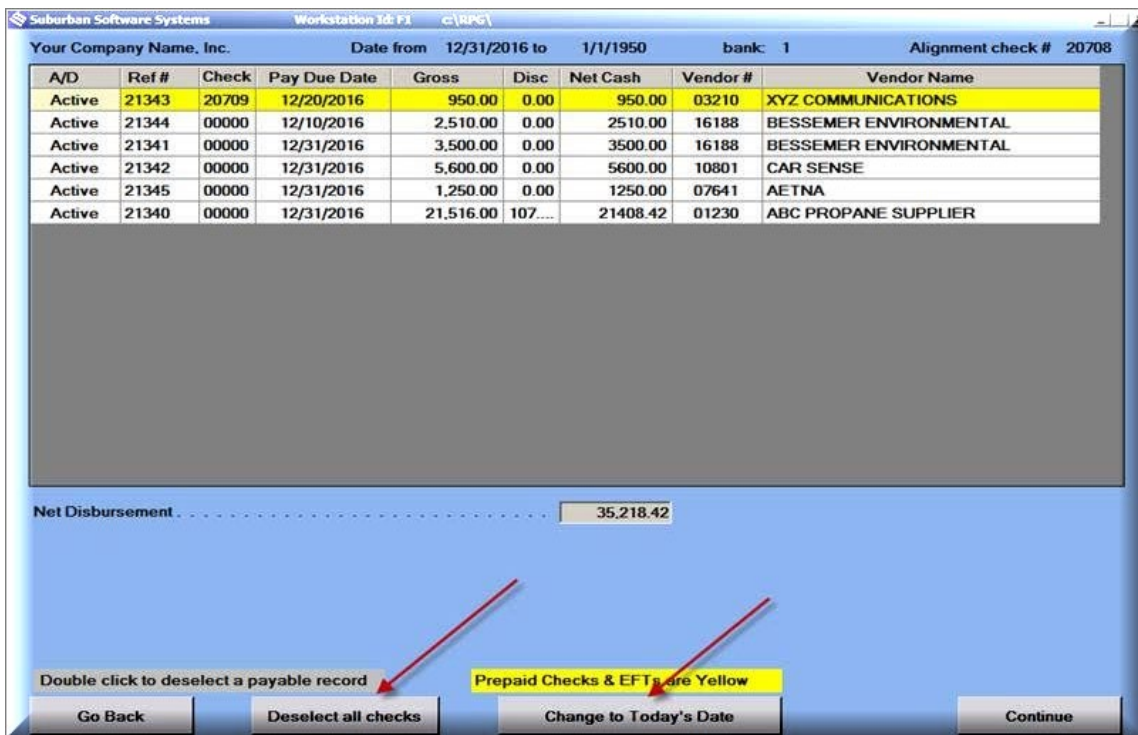 Suburban Software Systems Workstation Id: F1 c:\RPG\
Your Company Name, Inc. Date from 12/31/2016 to 1/1/1950 bank: 1 Alignment check # 20708
A/D Ref # Check Pay Due Date Gross Disc Net Cash Vendor # Vendor Name
Active 21343 20709 12/20/2016 950.00 0.00 950.00 03210 XYZ COMMUNICATIONS
Active 21344 00000 12/10/2016 2,510.00 0.00 2510.00 16188 BESSEMER ENVIRONMENTAL
Active 21341 00000 12/31/2016 3,500.00 0.00 3500.00 16188 BESSEMER ENVIRONMENTAL
Active 21342 00000 12/31/2016 5,600.00 0.00 5600.00 10801 CAR SENSE
Active 21345 00000 12/31/2016 1,250.00 0.00 1250.00 07641 AETNA
Active 21340 00000 12/31/2016 21,516.00 107.... 21408.42 01230 ABC PROPANE SUPPLIER
Net Disbursement . . . . . . . . . . . . . . . . . . . . . . . . . . . . 35,218.42
Double click to deselect a payable record Prepaid Checks & EFTs are Yellow
Go Back Deselect all checks Change to Today's Date Continue